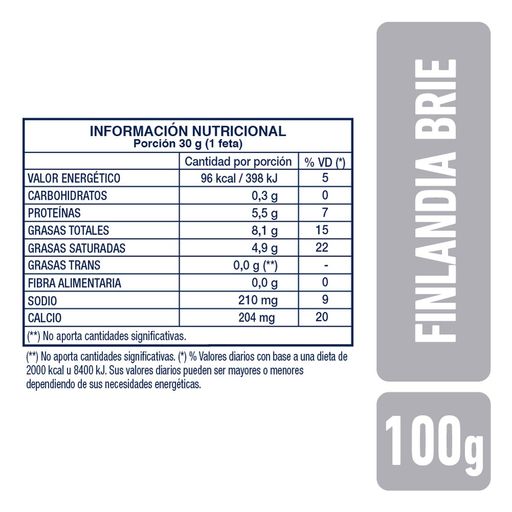 INFORMACIÓN NUTRICIONAL
Porción 30 g (1 feta)
Cantidad por porción % VD (*)
VALOR ENERGÉTICO 96 kcal / 398 kJ 5
CARBOHIDRATOS 0,3 g 0
PROTEÍNAS 5,5 g 7
GRASAS TOTALES 8,1 g 15
GRASAS SATURADAS 4,9 g 22
GRASAS TRANS 0,0 g (**) -
FIBRA ALIMENTARIA 0,0 g 0
SODIO 210 mg 9
CALCIO 204 mg 20
(**) No aporta cantidades significativas.
(**) No aporta cantidades significativas. (*) % Valores diarios con base a una dieta de
2000 kcal u 8400 kJ. Sus valores diarios pueden ser mayores o menores
dependiendo de sus necesidades energéticas.
FINLANDIA BRIE
100g